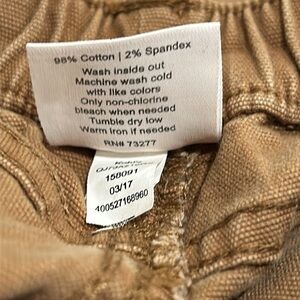 98% Cotton | 2% Spandex
Wash inside out
Machine wash cold
with like colors
Only non-chlorine
bleach when needed
Tumble dry low
Warm iron if needed
RN# 73277
158091
03/17
400527168960